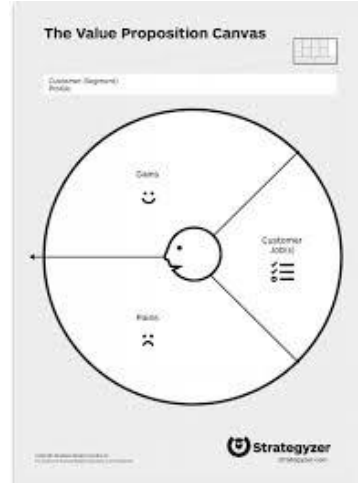 The Value Proposition Canvas
Customer (Segment)
Profile
Gains
Customer
Job(s)
Pains
Strategyzer
strategyzer.com